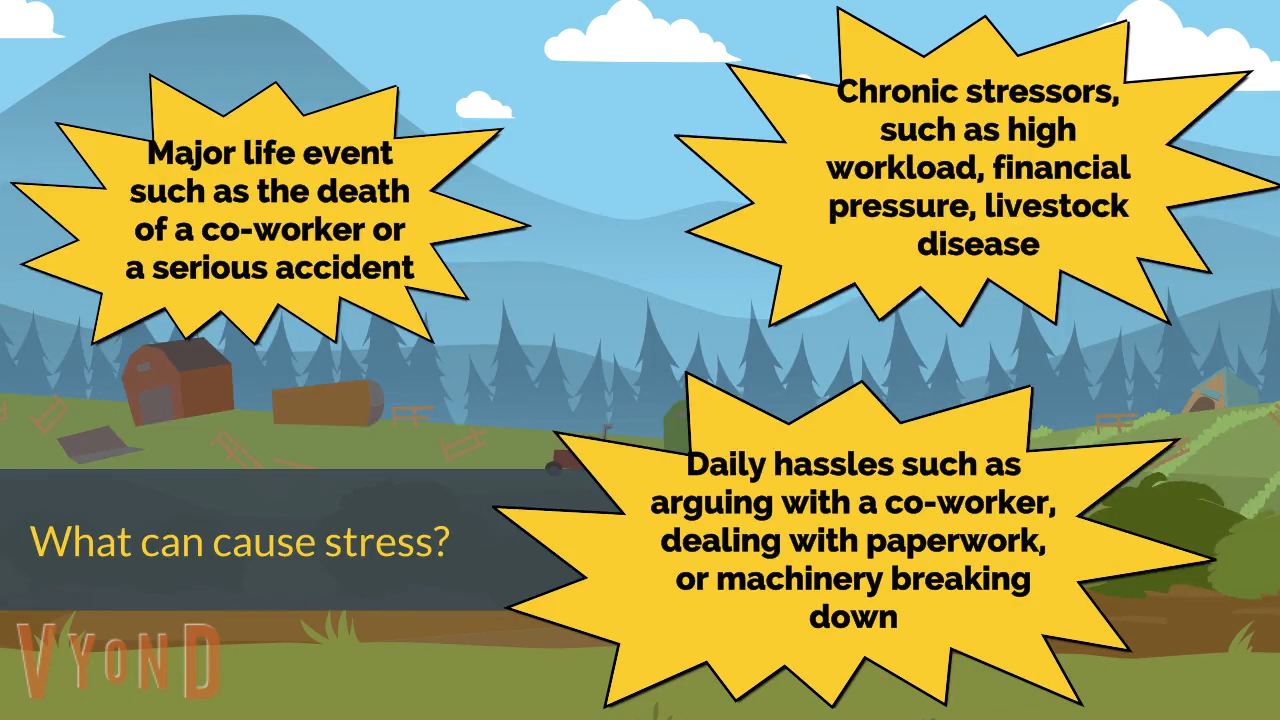 Major life event
such as the death
of a co-worker or
a serious accident
Chronic stressors,
such as high
workload, financial
pressure, livestock
disease
Daily hassles such as
arguing with a co-worker,
dealing with paperwork,
or machinery breaking
down
What can cause stress?
VYOND